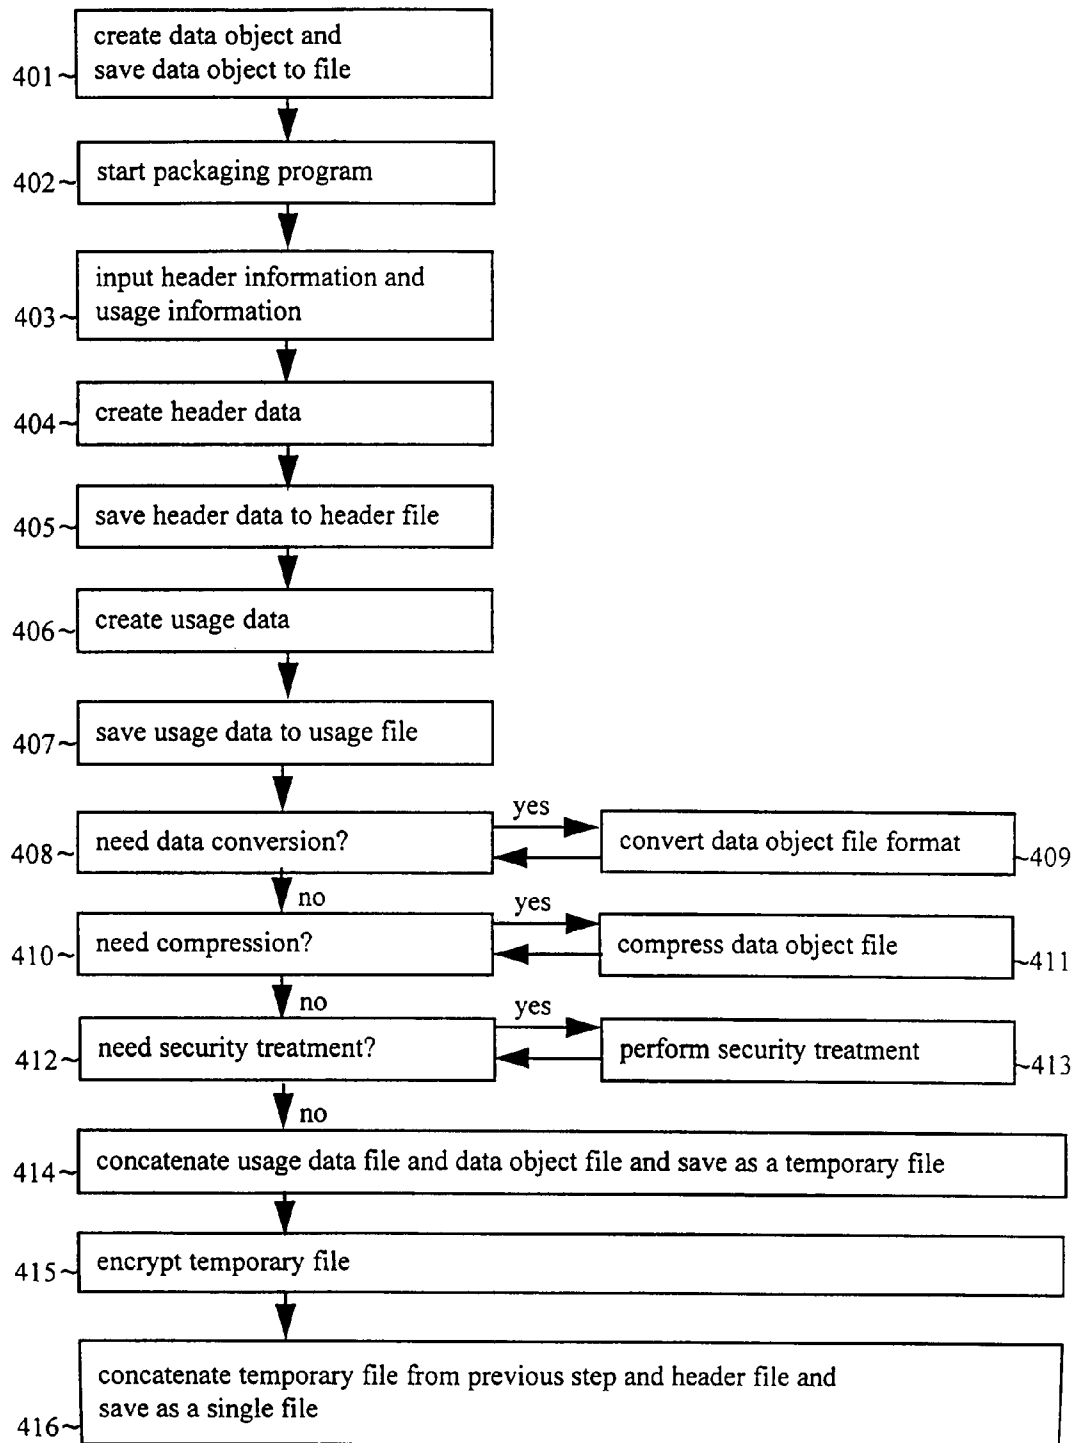 create data object and
save data object to file
401~
start packaging program
402~
input header information and
usage information
403~
create header data
404~
save header data to header file
405~
create usage data
406~
save usage data to usage file
407~
yes
need data conversion?
convert data object file format
408~
~409
no
yes
need compression?
compress data object file
410~
~411
no
yes
need security treatment?
perform security treatment
412~
~413
no
concatenate usage data file and data object file and save as a temporary file
414~
encrypt temporary file
415~
concatenate temporary file from previous step and header file and
save as a single file
416~